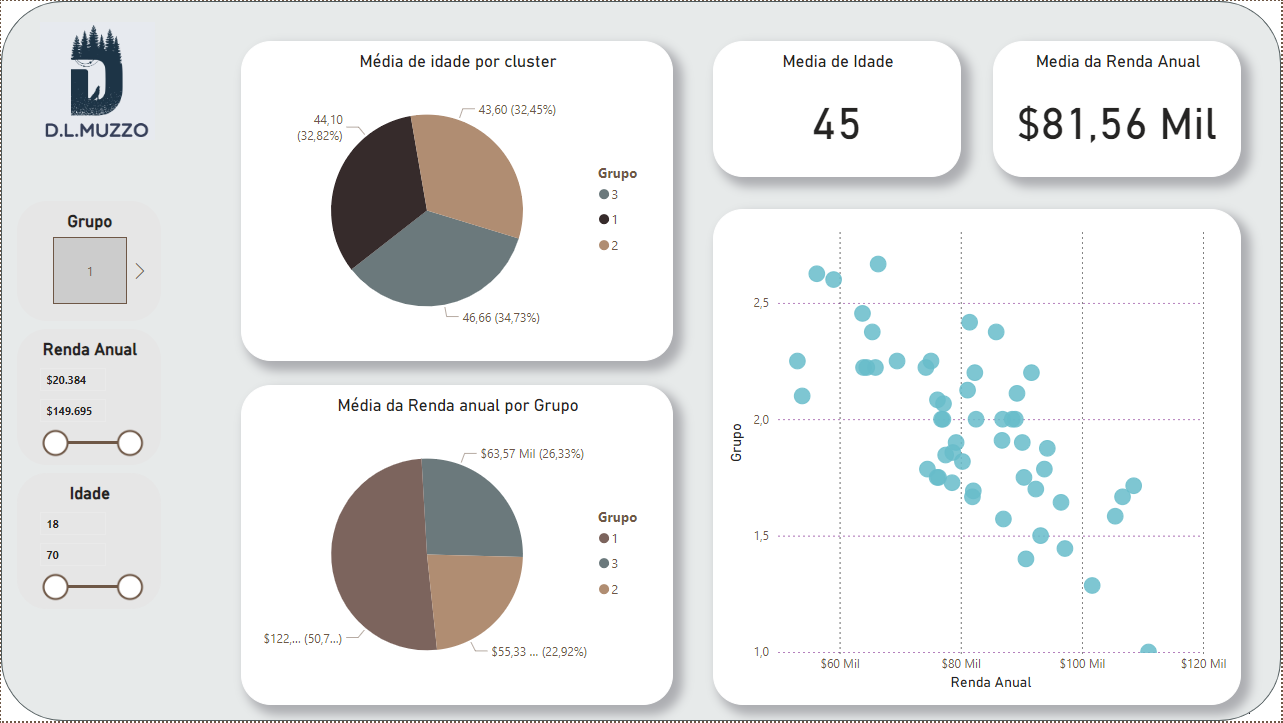 D.L.MUZZO
Grupo
1
Renda Anual
$20.384
$149.695
Idade
18
70
Média de idade por cluster
43,60 (32,45%)
44,10
(32,82%)
46,66 (34,73%)
Grupo
3
1
2
Média da Renda anual por Grupo
$63,57 Mil (26,33%)
$122,... (50,7...)
$55,33 ... (22,92%)
Grupo
1
3
2
Media de Idade
45
Media da Renda Anual
$81,56 Mil
2,5
2,0
1,5
1,0
Grupo
$60 Mil
$80 Mil
$100 Mil
$120 Mil
Renda Anual